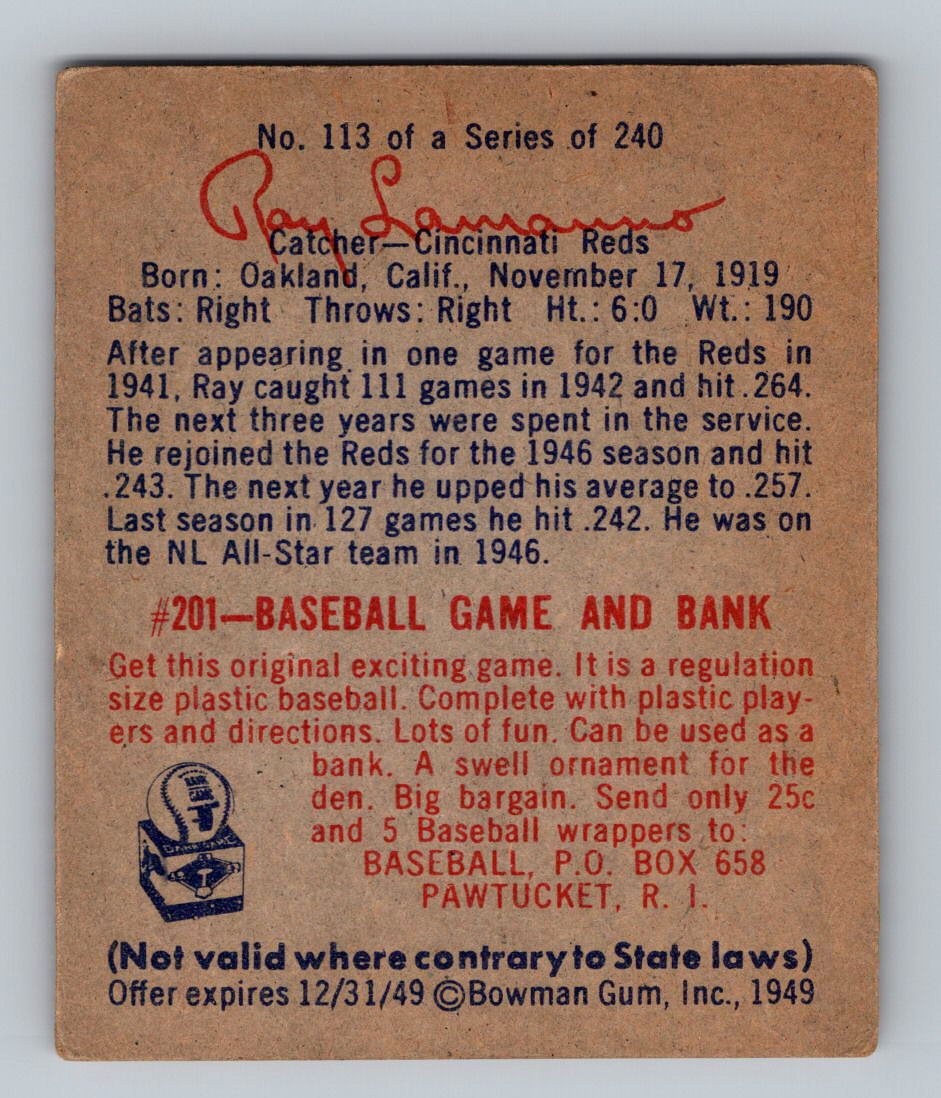 No. 113 of a Series of 240
Ray Lamanno
Catcher—Cincinnati Reds
Born: Oakland, Calif., November 17, 1919
Bats: Right Throws: Right Ht.: 6:0 Wt.: 190
After appearing in one game for the Reds in
1941, Ray caught 111 games in 1942 and hit .264.
The next three years were spent in the service.
He rejoined the Reds for the 1946 season and hit
.243. The next year he upped his average to .257.
Last season in 127 games he hit .242. He was on
the NL All-Star team in 1946.
#201—BASEBALL GAME AND BANK
Get this original exciting game. It is a regulation
size plastic baseball. Complete with plastic play-
ers and directions. Lots of fun. Can be used as a
bank. A swell ornament for the
den. Big bargain. Send only 25c
and 5 Baseball wrappers to:
BASEBALL, P.O. BOX 658
PAWTUCKET, R. I.
BANK
GAME
(Not valid where contrary to State laws)
Offer expires 12/31/49 ©Bowman Gum, Inc., 1949